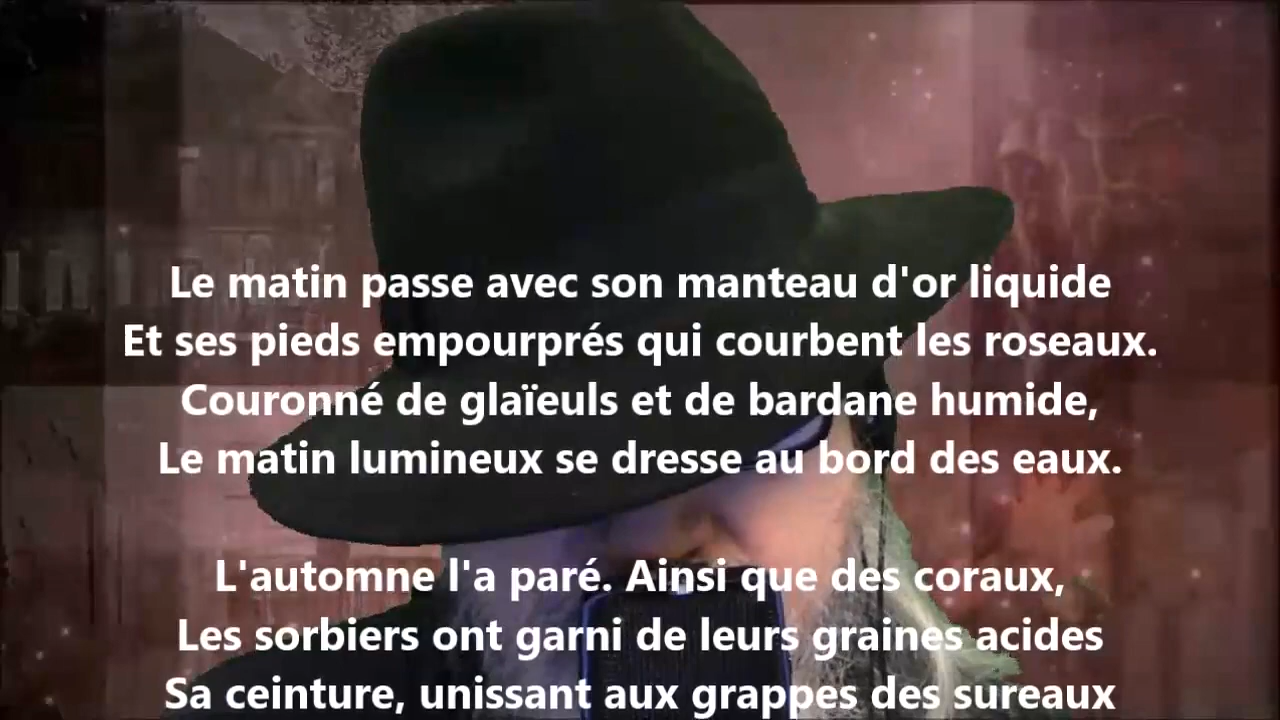 Le matin passe avec son manteau d'or liquide
Et ses pieds empourprés qui courbent les roseaux.
Couronné de glaïeuls et de bardane humide,
Le matin lumineux se dresse au bord des eaux.
L'automne l'a paré. Ainsi que des coraux,
Les sorbiers ont garni de leurs graines acides
Sa ceinture, unissant aux grappes des sureaux